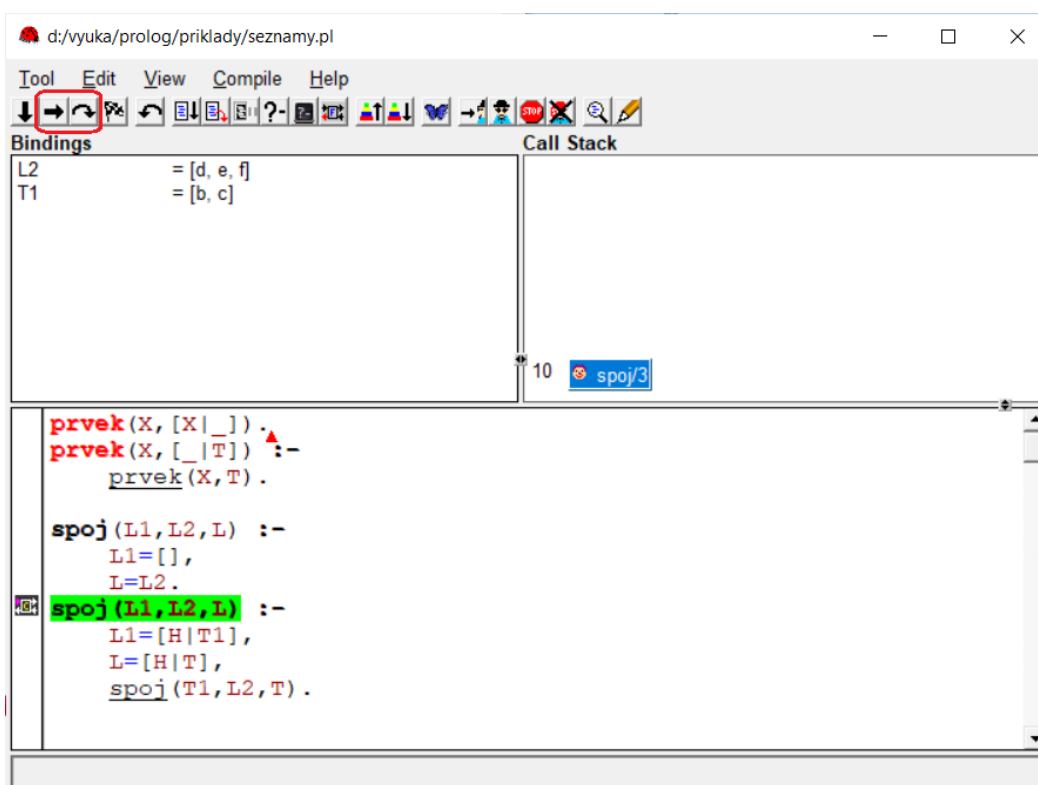 d:/vyuka/prolog/priklady/seznamy.pl
Tool Edit View Compile Help
?- STOP
Bindings Call Stack
L2 = [d, e, f]
T1 = [b, c]
10 spoj/3
prvek(X,[X|_]).
prvek(X,[_|T]) :-
prvek(X,T).
spoj(L1,L2,L) :-
L1=[],
L=L2.
spoj(L1,L2,L) :-
L1=[H|T1],
L=[H|T],
spoj(T1,L2,T).